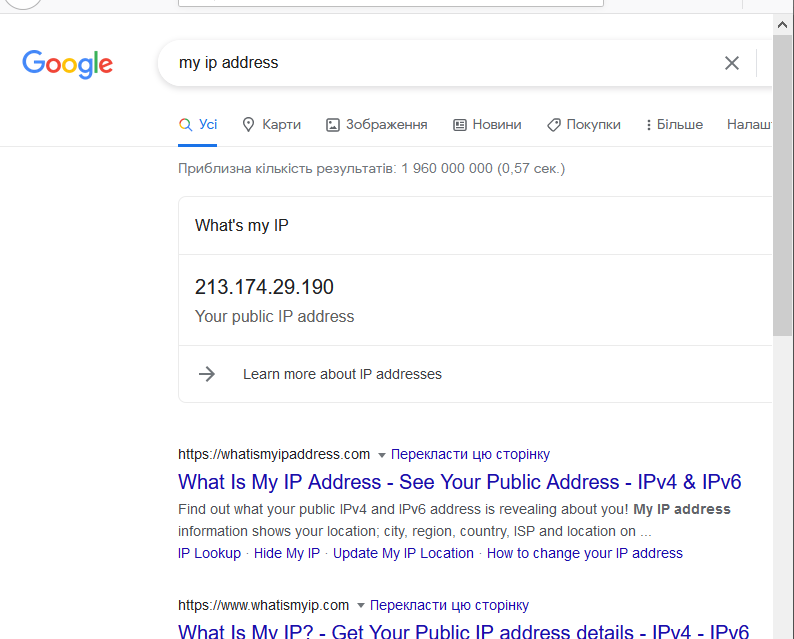 Google
my ip address
Усі Карти Зображення Новини Покупки Більше
Приблизна кількість результатів: 1 960 000 000 (0,57 сек.)
What's my IP
213.174.29.190
Your public IP address
Learn more about IP addresses
https://whatismyipaddress.com Перекласти цю сторінку
What Is My IP Address - See Your Public Address - IPv4 & IPv6
Find out what your public IPv4 and IPv6 address is revealing about you! My IP address
information shows your location; city, region, country, ISP and location on ...
IP Lookup · Hide My IP · Update My IP Location · How to change your IP address
https://www.whatismyip.com Перекласти цю сторінку
What Is My IP? - Get Your Public IP address details - IPv4 - IPv6